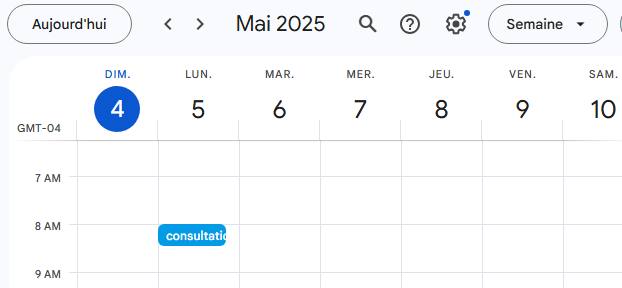 Aujourd'hui Mai 2025 Semaine
DIM. LUN. MAR. MER. JEU. VEN. SAM.
4 5 6 7 8 9 10
GMT-04
7 AM
8 AM
consultatio
9 AM